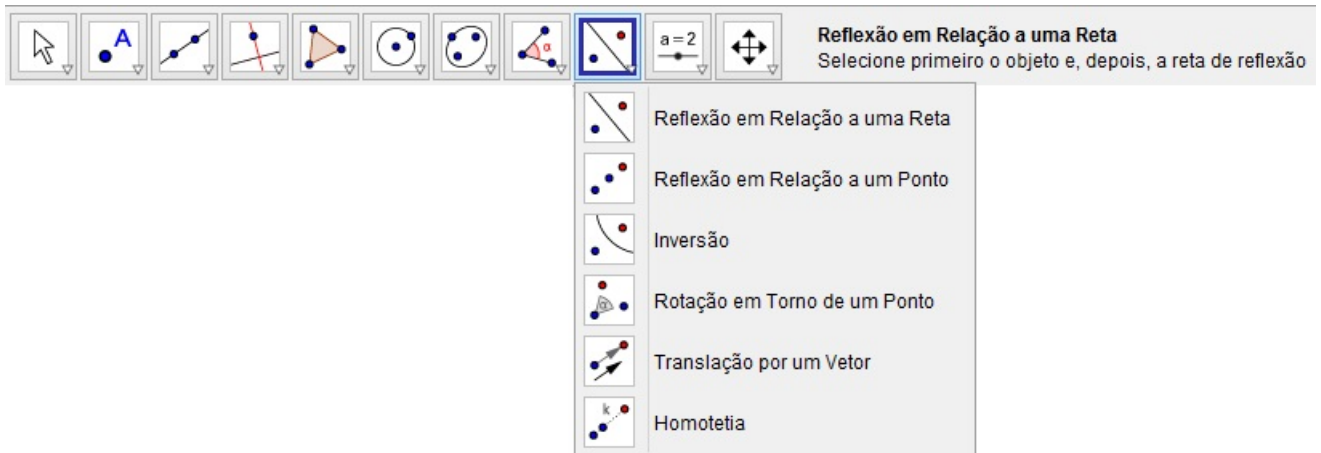 A
α
a=2
Reflexão em Relação a uma Reta
Selecione primeiro o objeto e, depois, a reta de reflexão
Reflexão em Relação a uma Reta
Reflexão em Relação a um Ponto
Inversão
α
Rotação em Torno de um Ponto
Translação por um Vetor
k
Homotetia